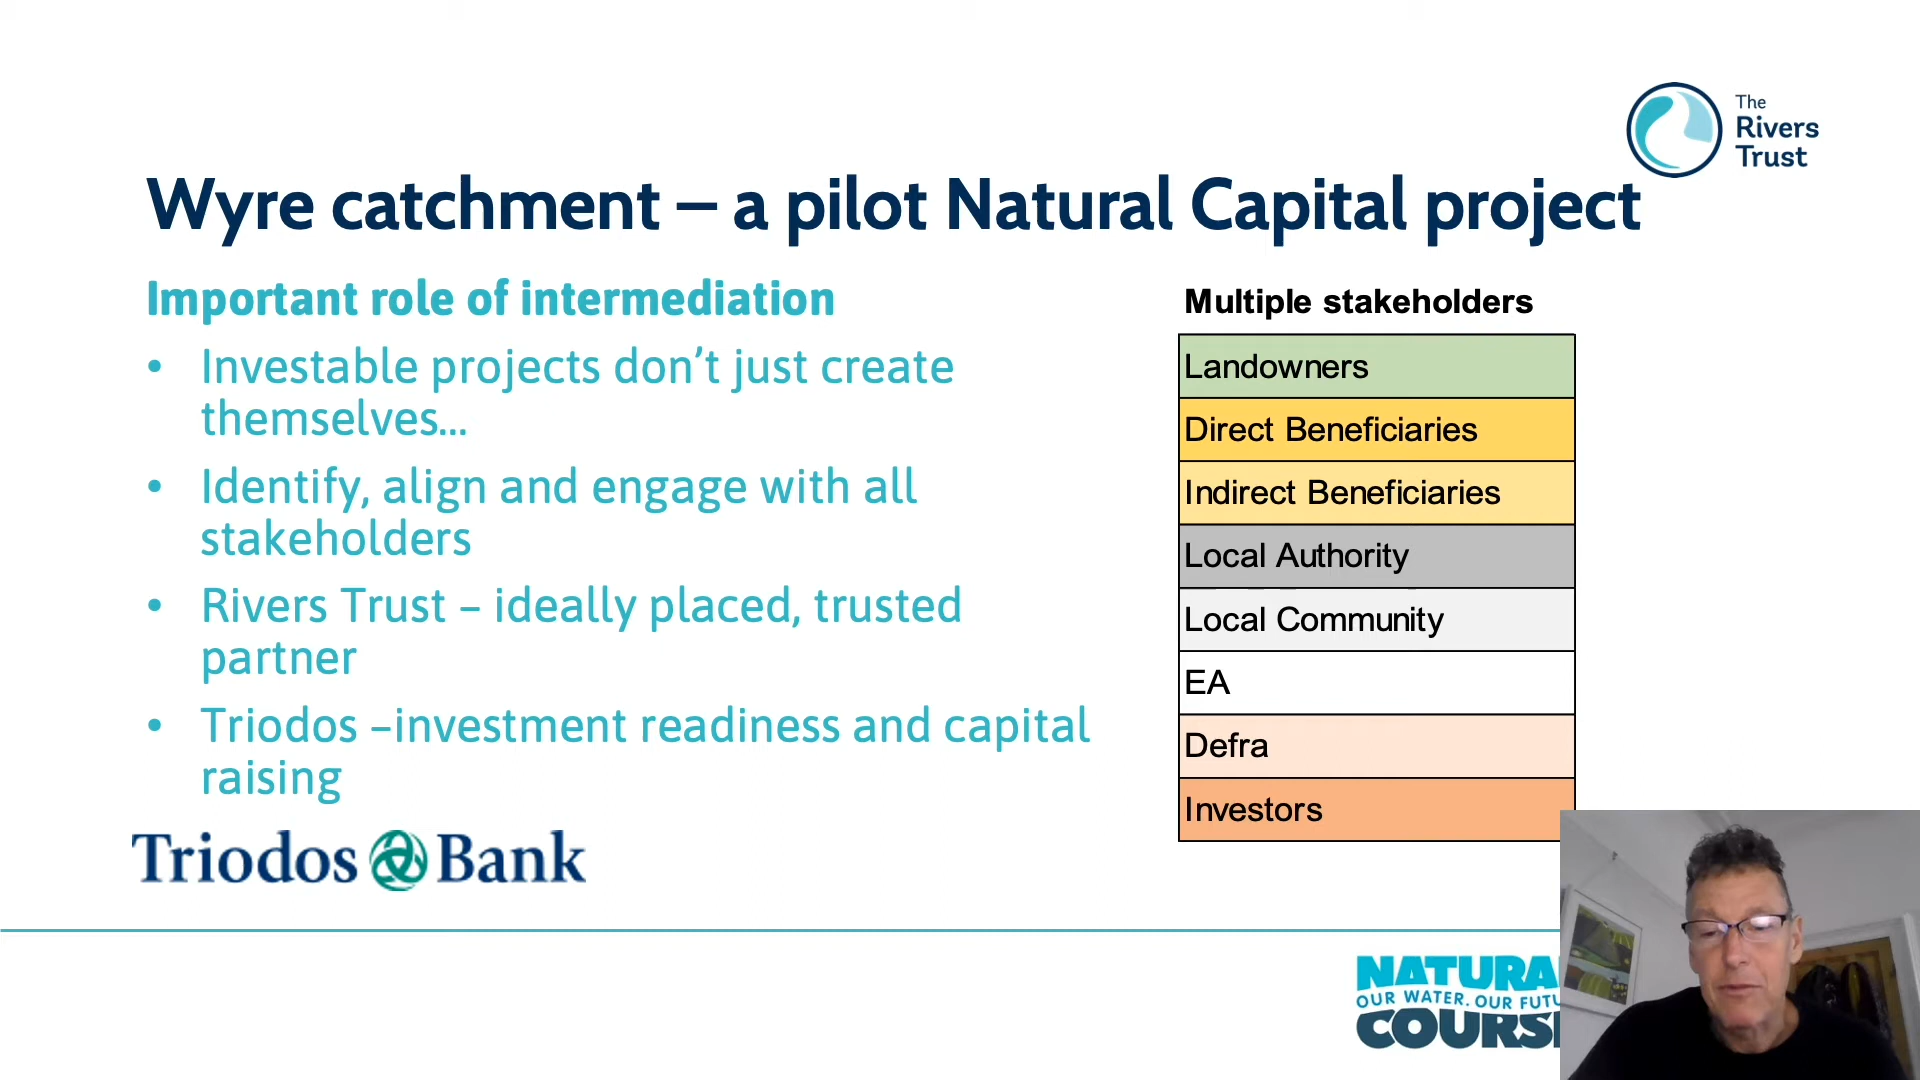 The
Rivers
Trust
Wyre catchment – a pilot Natural Capital project
Important role of intermediation
• Investable projects don’t just create
themselves...
• Identify, align and engage with all
stakeholders
• Rivers Trust – ideally placed, trusted
partner
• Triodos –investment readiness and capital
raising
Triodos Bank
Multiple stakeholders
Landowners
Direct Beneficiaries
Indirect Beneficiaries
Local Authority
Local Community
EA
Defra
Investors
NATURA
OUR WATER. OUR FUTU
COURS